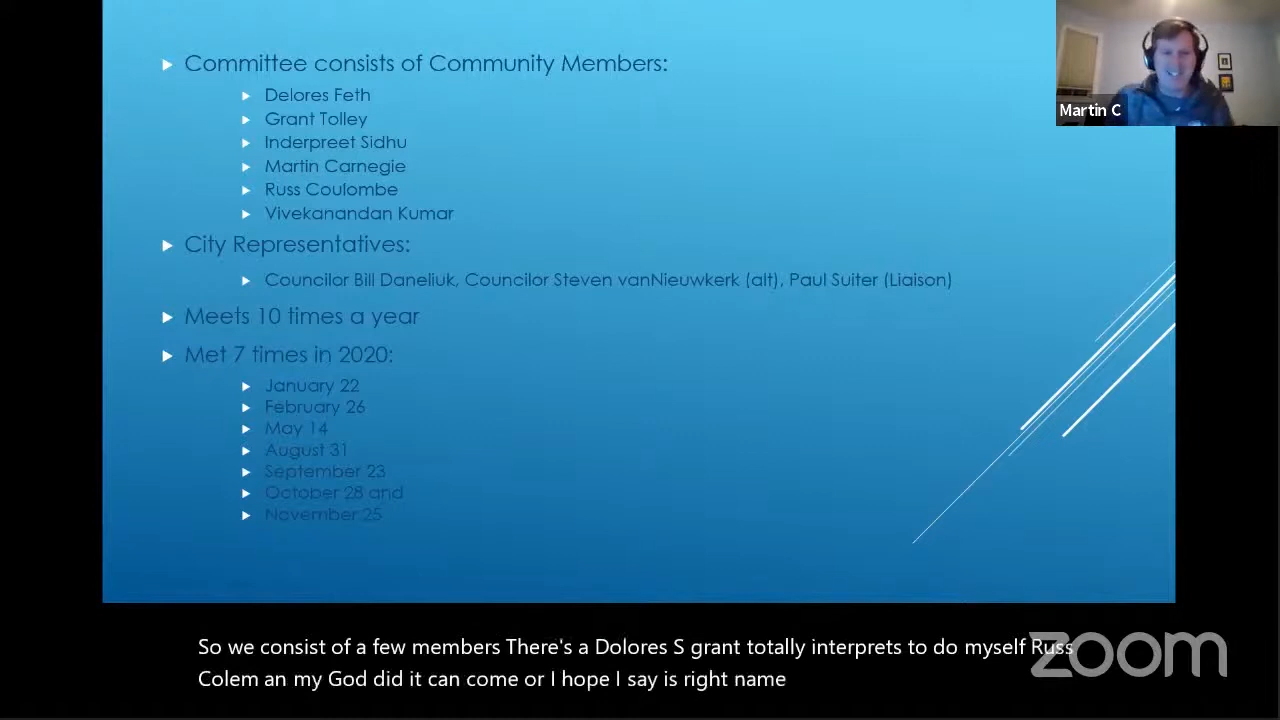 Committee consists of Community Members:
Delores Feth
Grant Tolley
Inderpreet Sidhu
Martin Carnegie
Russ Coulombe
Vivekanandan Kumar
City Representatives:
Councilor Bill Daneliuk, Councilor Steven vanNieuwkerk (alt), Paul Suiter (Liaison)
Meets 10 times a year
Met 7 times in 2020:
January 22
February 26
May 14
August 31
September 23
October 28 and
November 25
Martin C
So we consist of a few members There's a Dolores S grant totally interprets to do myself Russ
Colem an my God did it can come or I hope I say is right name
zoom